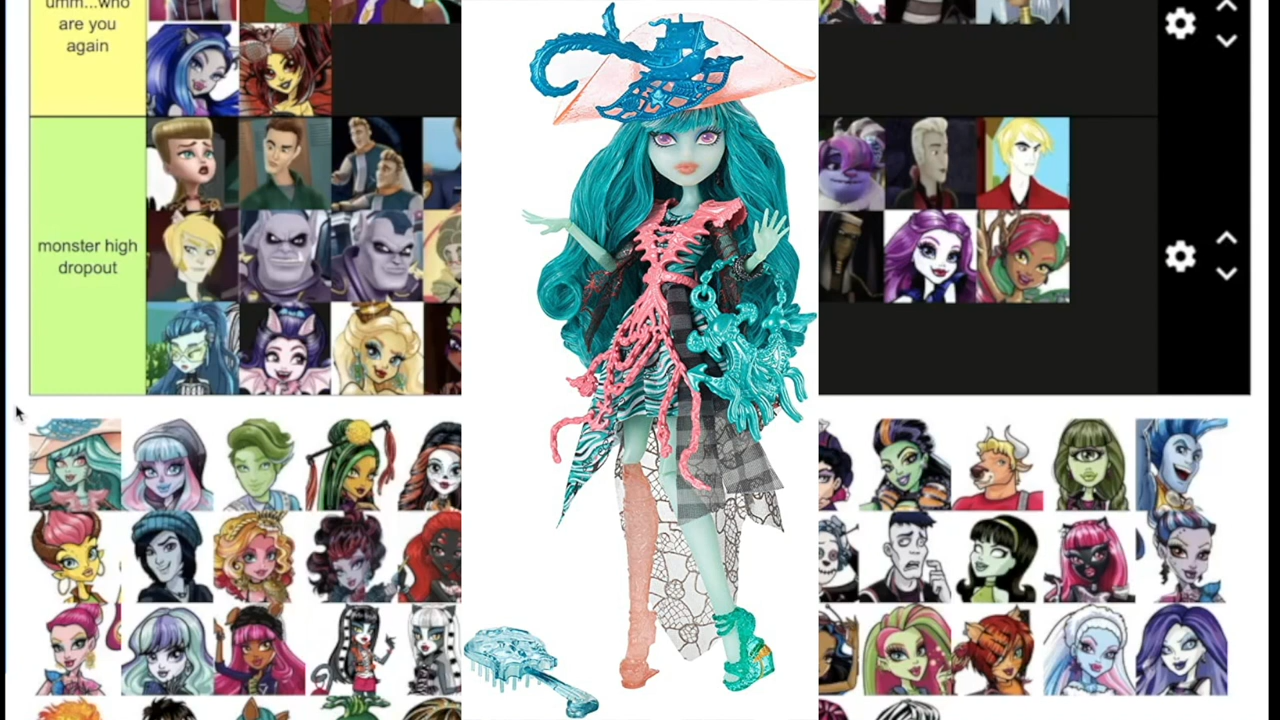 umm...who
are you
again
monster high
dropout